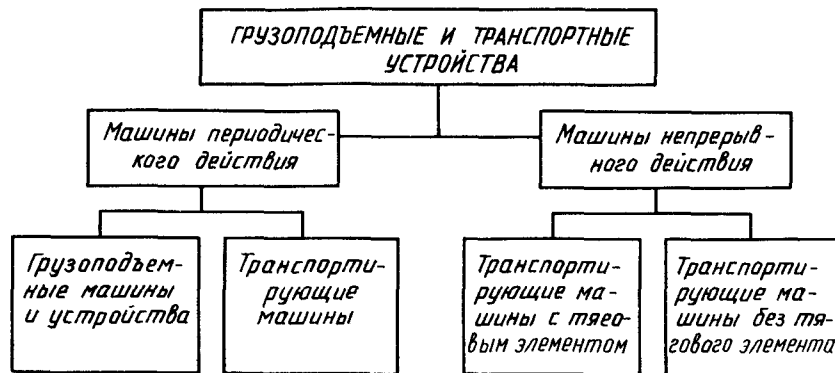 ГРУЗОПОДЪЕМНЫЕ И ТРАНСПОРТНЫЕ
УСТРОЙСТВА
Машины периодичес-
кого действия
Машины непрерыв-
ного действия
Грузоподъем-
ные машины
и устройства
Транспорти-
рующие
машины
Транспорти-
рующие ма-
шины с тяго-
вым элементом
Транспорти-
рующие ма-
шины без тя-
гового элемента